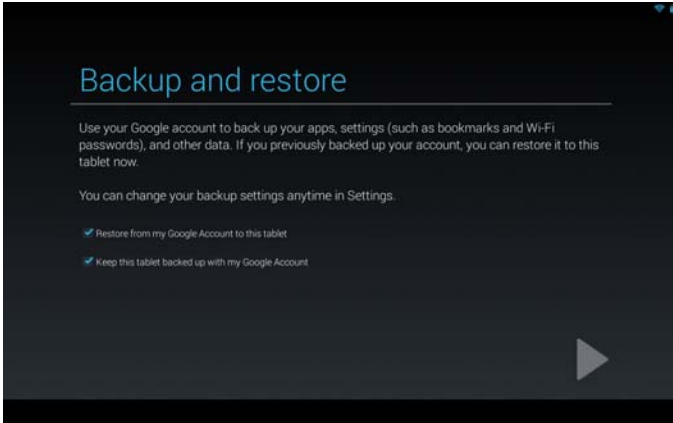 Backup and restore
Use your Google account to back up your apps, settings (such as bookmarks and Wi-Fi
passwords), and other data. If you previously backed up your account, you can restore it to this
tablet now.
You can change your backup settings anytime in Settings.
Restore from my Google Account to this tablet
Keep this tablet backed up with my Google Account